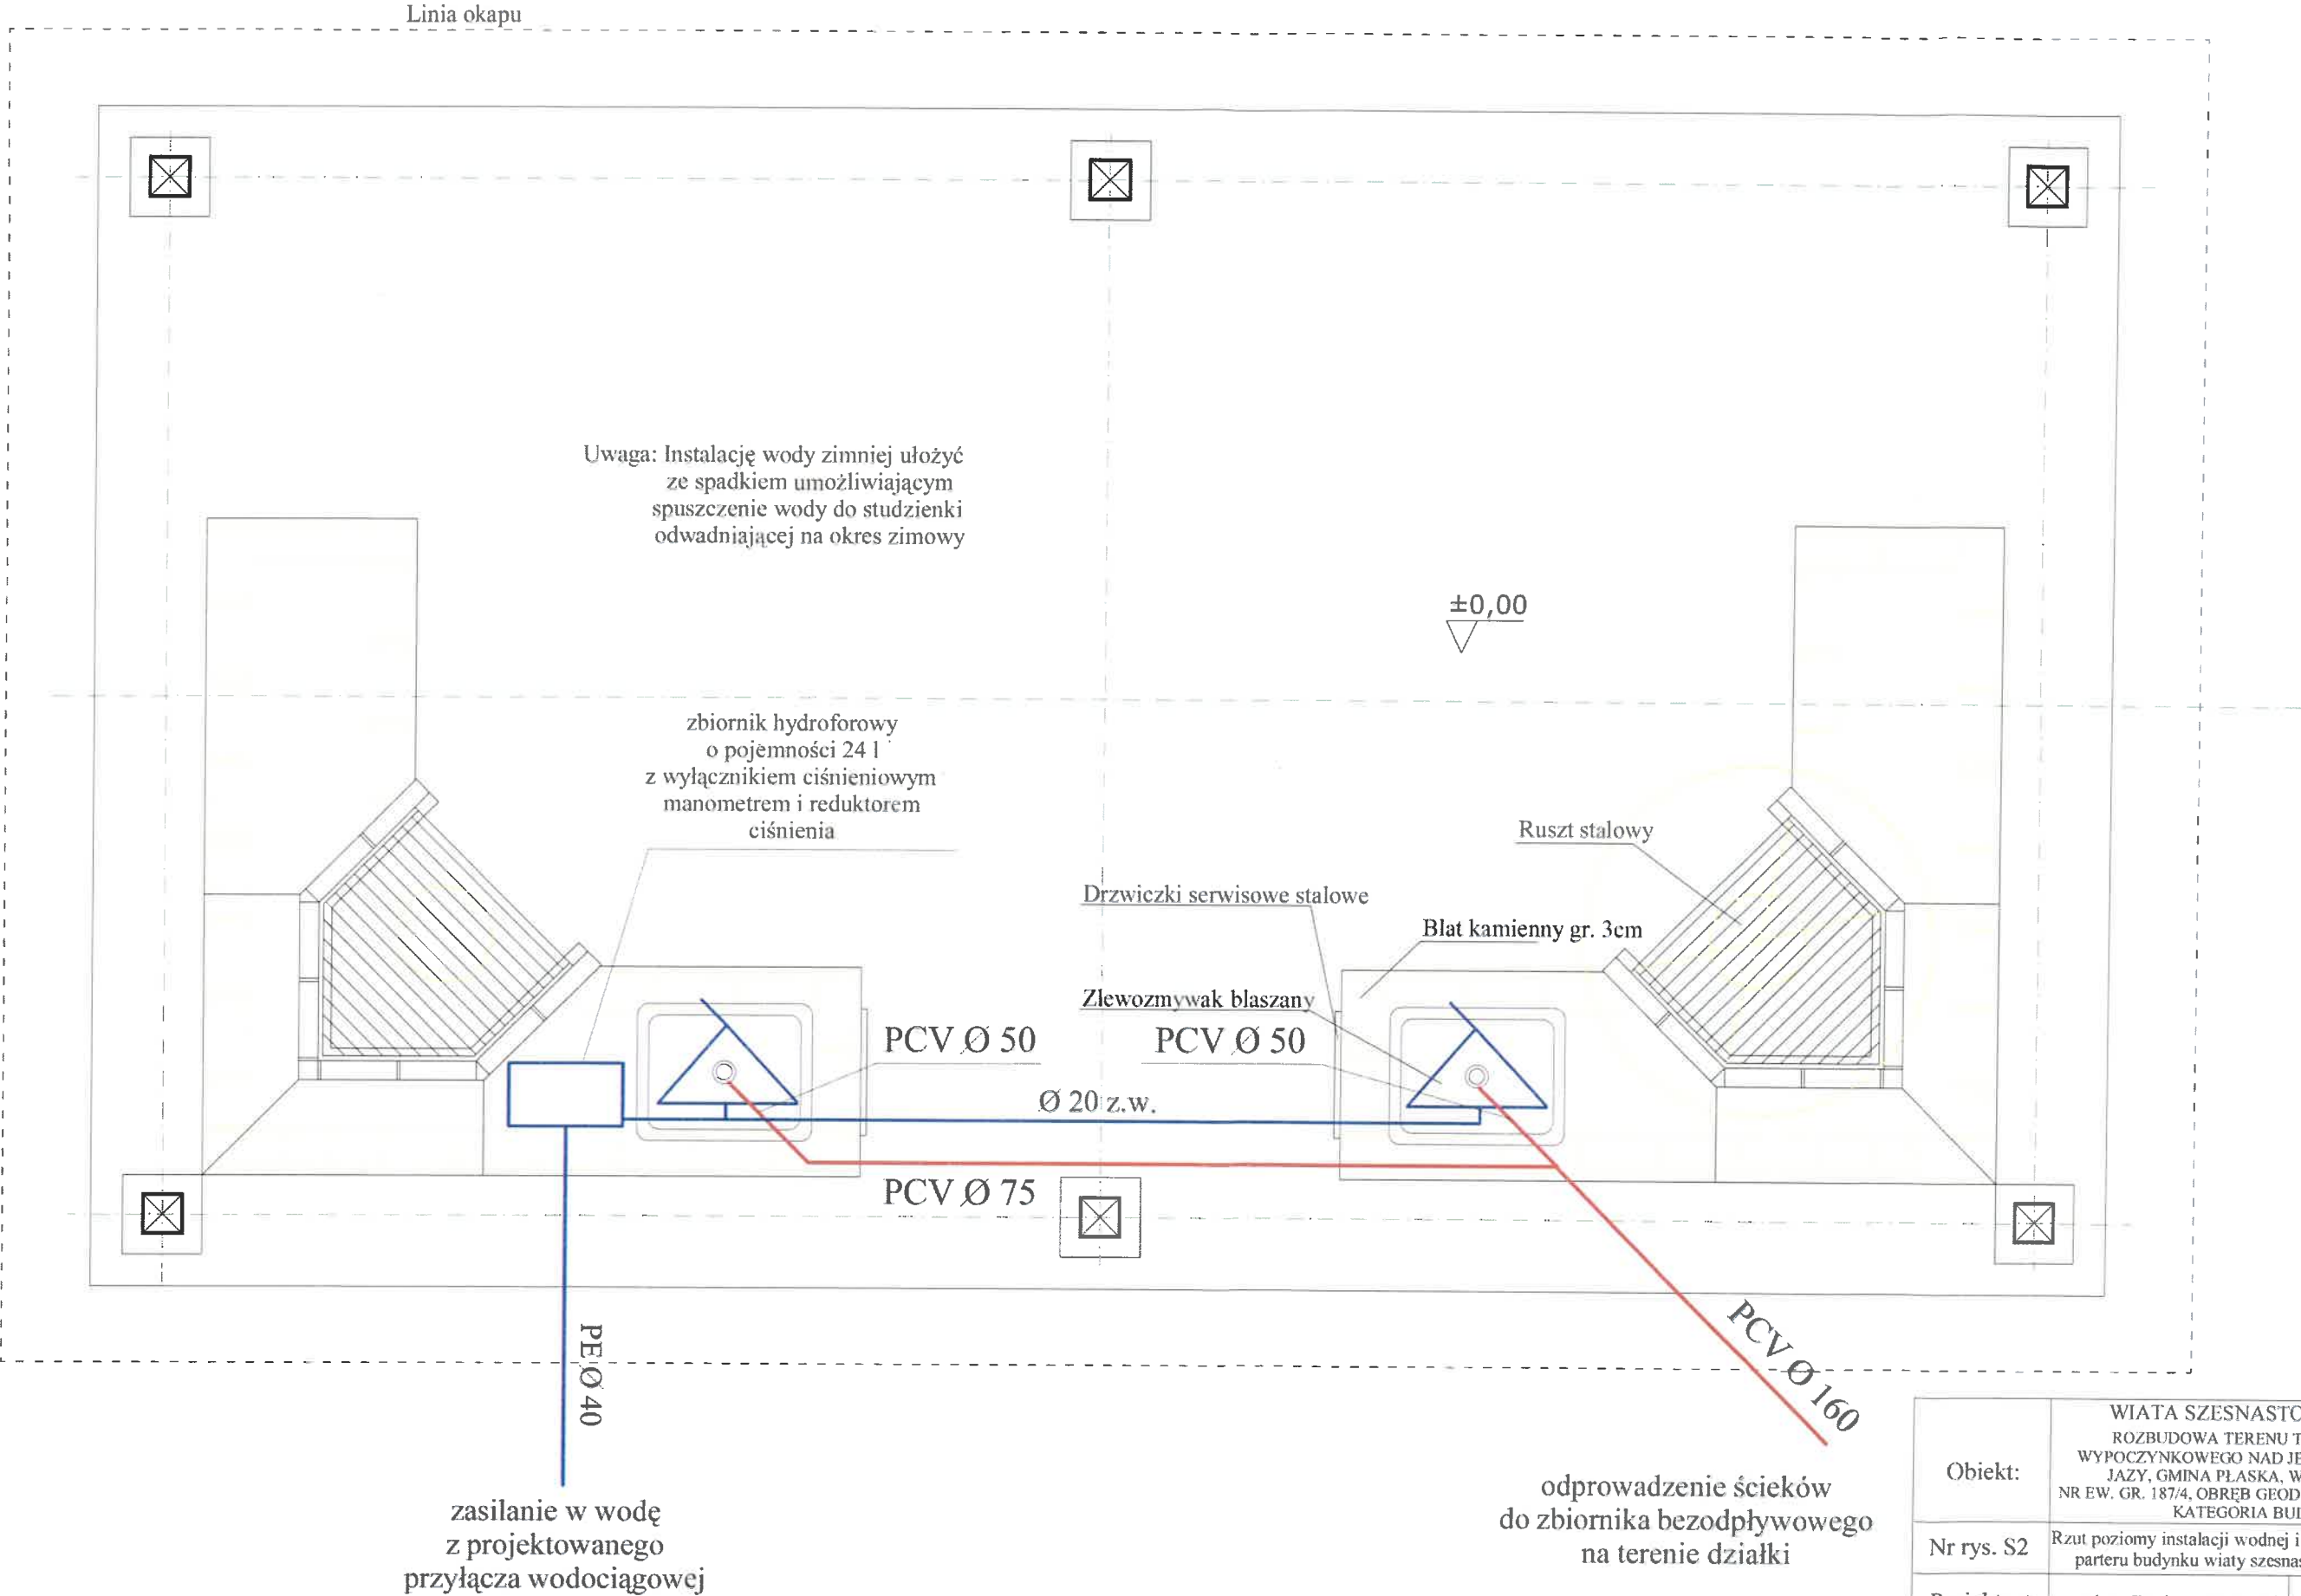 Linia okapu
Uwaga: Instalację wody zimniej ułożyć
ze spadkiem umożliwiającym
spuszczenie wody do studzienki
odwadniającej na okres zimowy
±0,00
zbiornik hydroforowy
o pojemności 24 l
z wyłącznikiem ciśnieniowym
manometrem i reduktorem
ciśnienia
Ruszt stalowy
Drzwiczki serwisowe stalowe
Blat kamienny gr. 3cm
Zlewozmywak blaszany
PCV Ø 50
PCV Ø 50
Ø 20 z.w.
PCV Ø 75
PE Ø 40
PCV Ø 160
zasilanie w wodę
z projektowanego
przyłącza wodociągowej
odprowadzenie ścieków
do zbiornika bezodpływowego
na terenie działki
Obiekt:
WIATA SZESNASTO
ROZBUDOWA TERENU T
WYPOCZYNKOWEGO NAD JE
JAZY, GMINA PŁASKA, W
NR EW. GR. 187/4, OBRĘB GEOD
KATEGORIA BUD
Nr rys. S2
Rzut poziomy instalacji wodnej i
parteru budynku wiaty szesnas